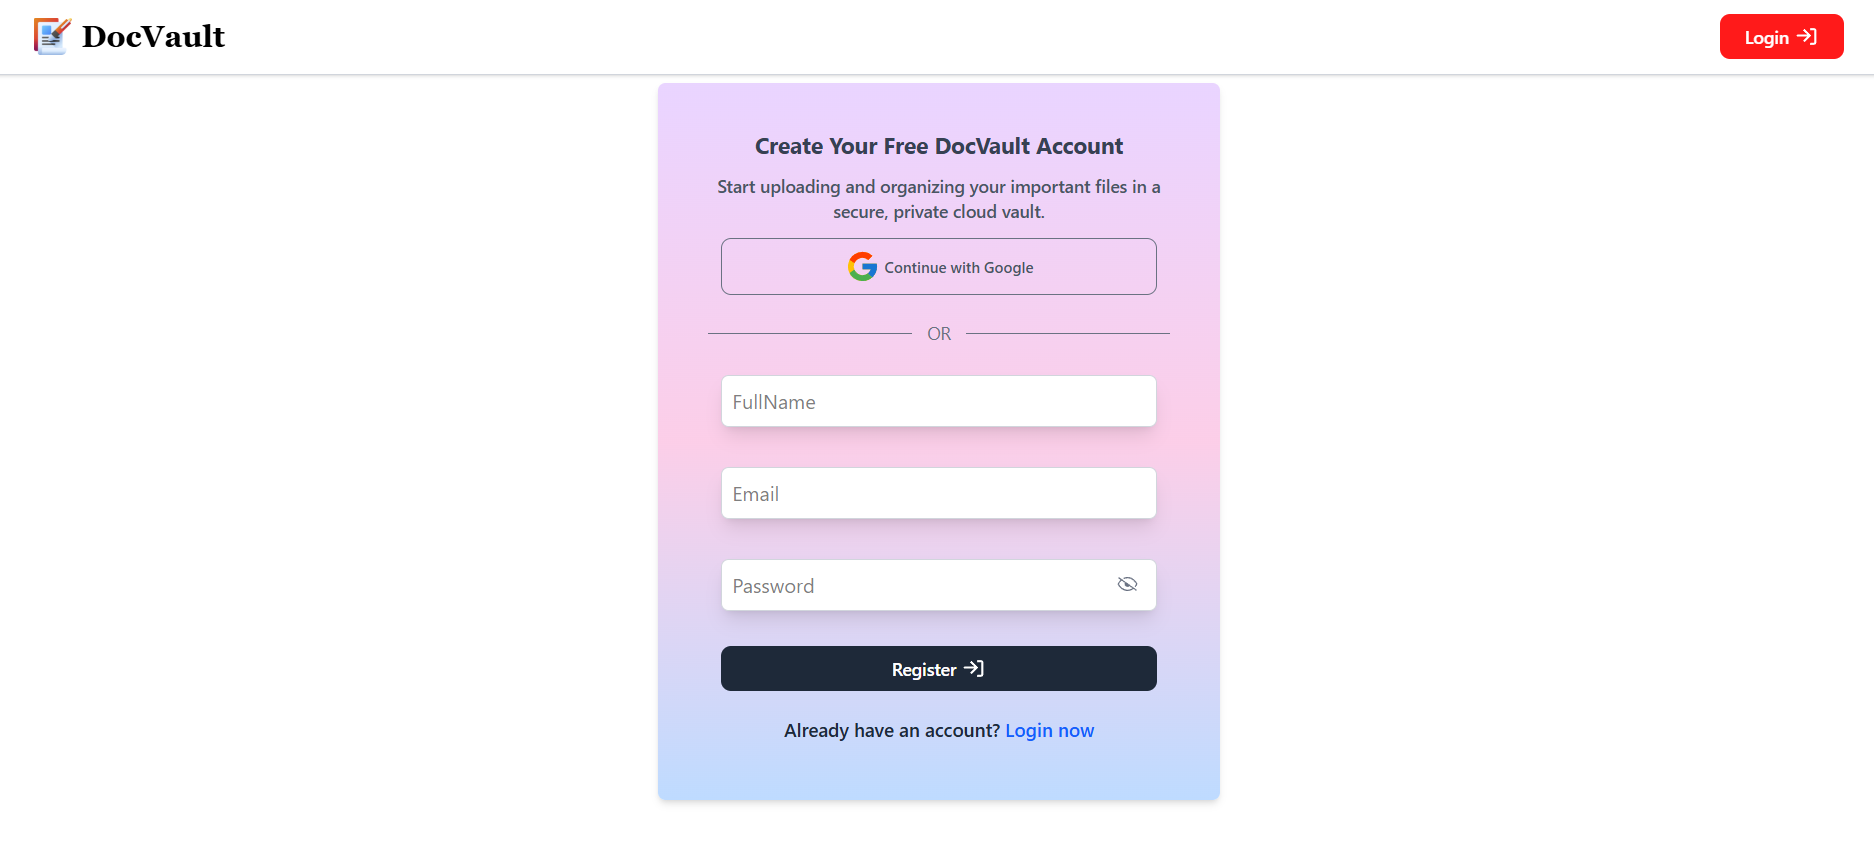 DocVault
Login
Create Your Free DocVault Account
Start uploading and organizing your important files in a
secure, private cloud vault.
Continue with Google
OR
FullName
Email
Password
Register
Already have an account? Login now